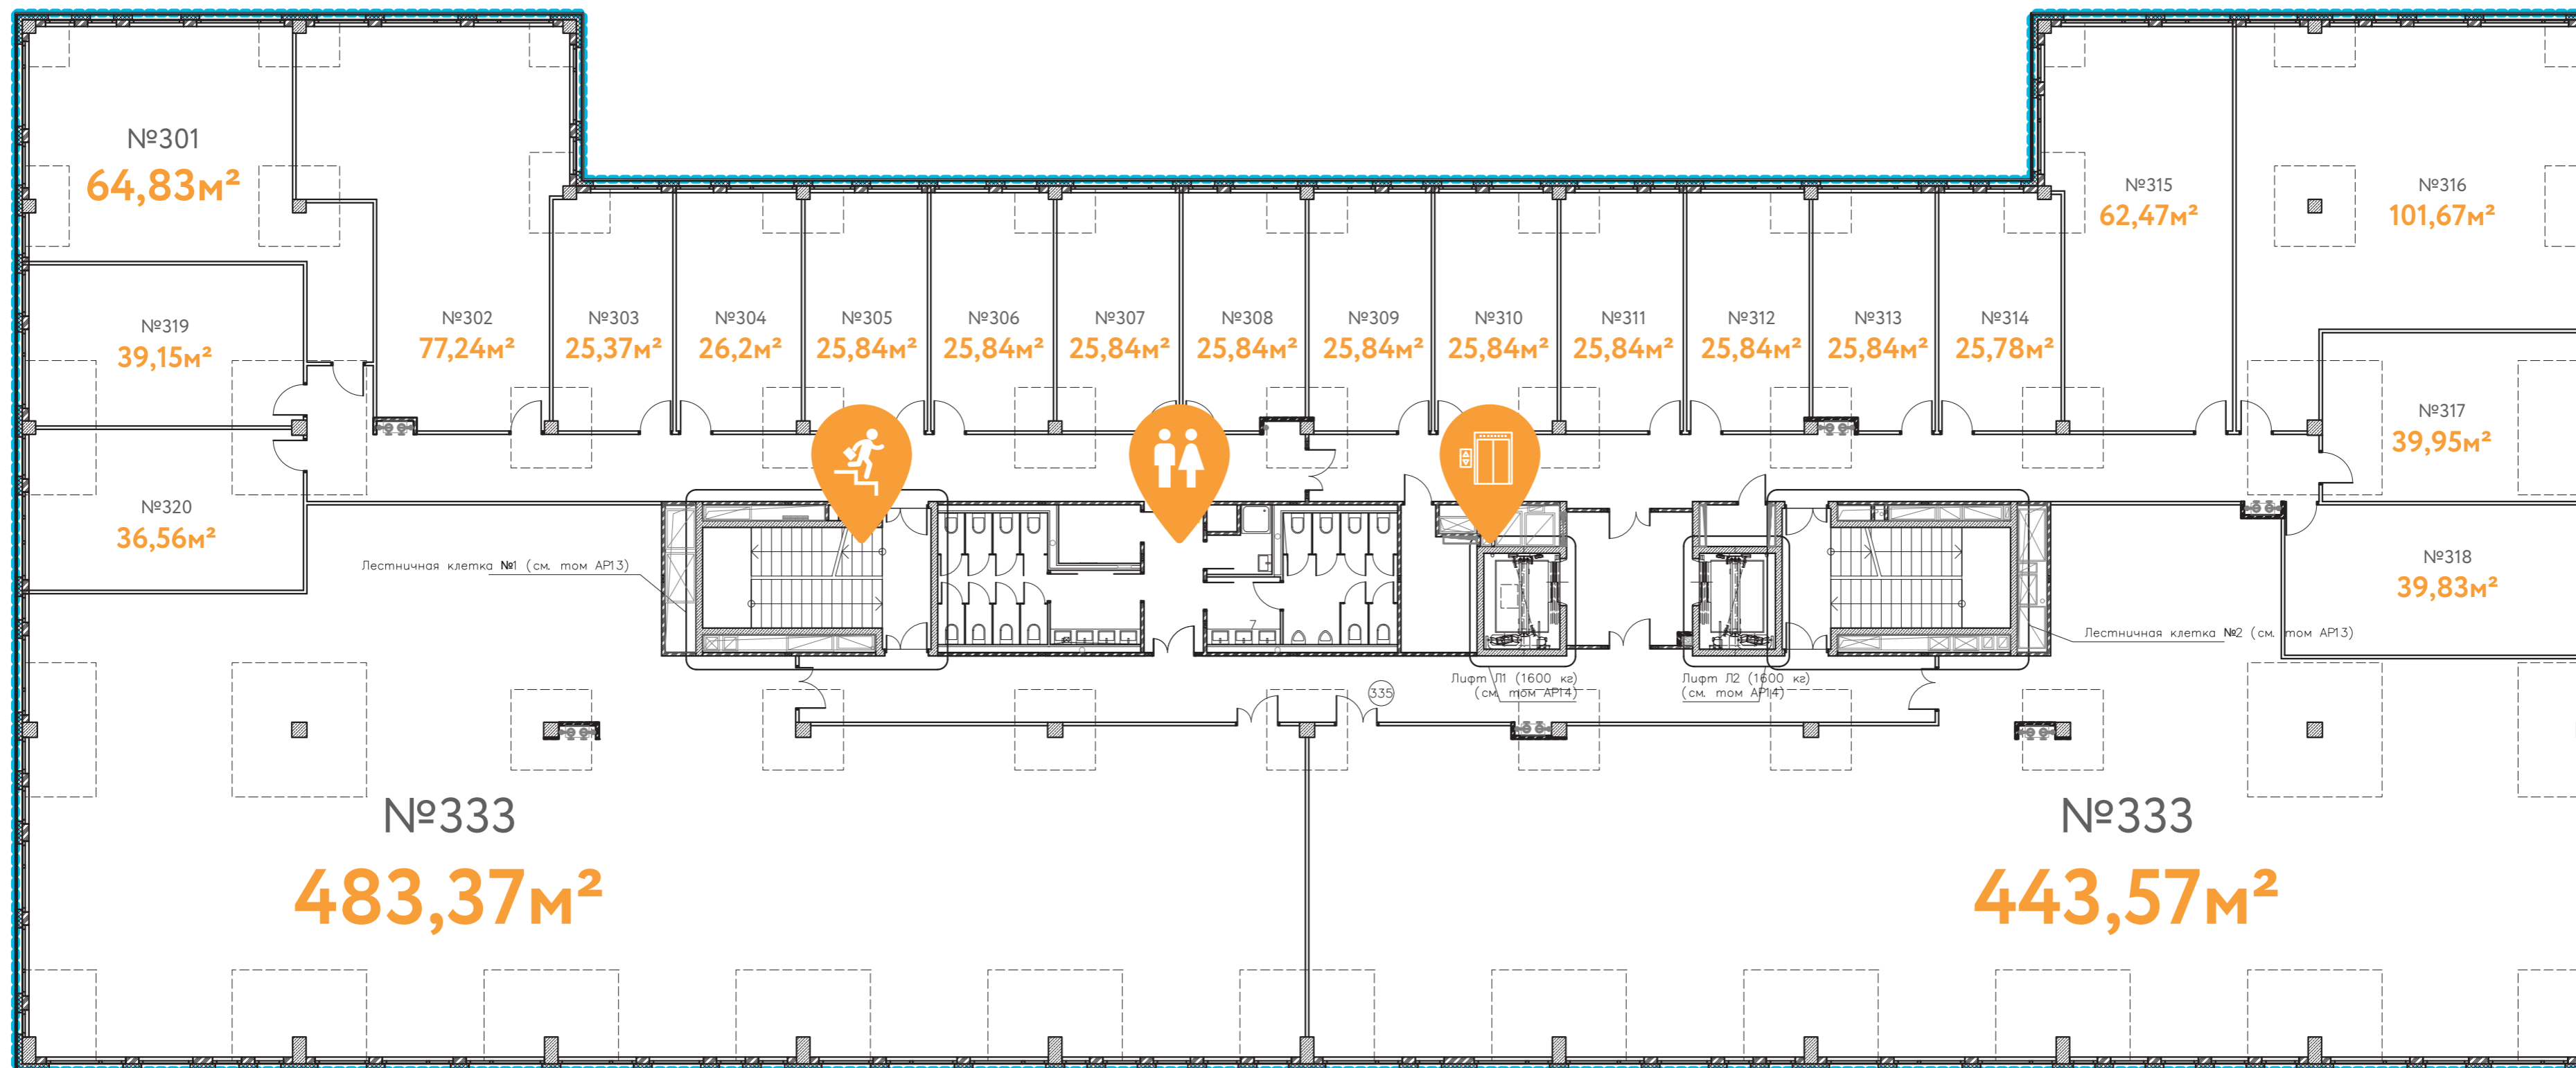 №301
64,83м²
№315
62,47м²
№316
101,67м²
№319
39,15м²
№302
77,24м²
№303
25,37м²
№304
26,2м²
№305
25,84м²
№306
25,84м²
№307
25,84м²
№308
25,84м²
№309
25,84м²
№310
25,84м²
№311
25,84м²
№312
25,84м²
№313
25,84м²
№314
25,78м²
№317
39,95м²
№320
36,56м²
№318
39,83м²
Лестничная клетка №1 (см. том АР13)
7
Лестничная клетка №2 (см. том АР13)
335
Лифт Л1 (1600 кг)
(см. том АР14)
Лифт Л2 (1600 кг)
(см. том АР14)
№333
483,37м²
№333
443,57м²